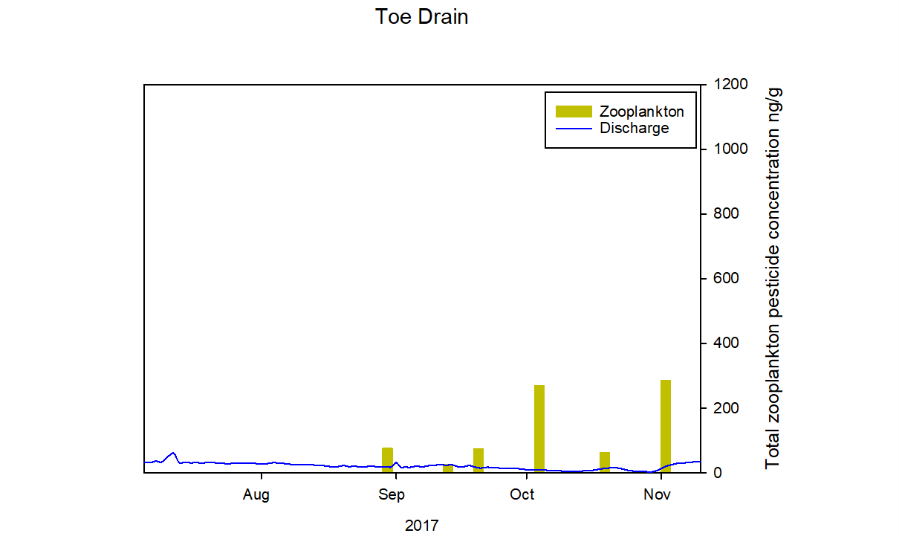 Toe Drain
Zooplankton
Discharge
1200
1000
800
600
400
200
0
Total zooplankton pesticide concentration ng/g
Aug Sep Oct Nov
2017